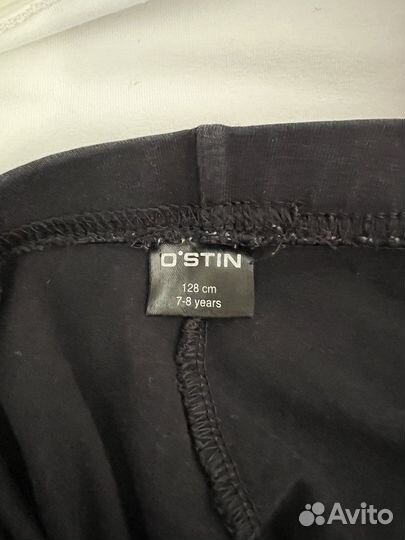 O'STIN
128 cm
7-8 years
Avito